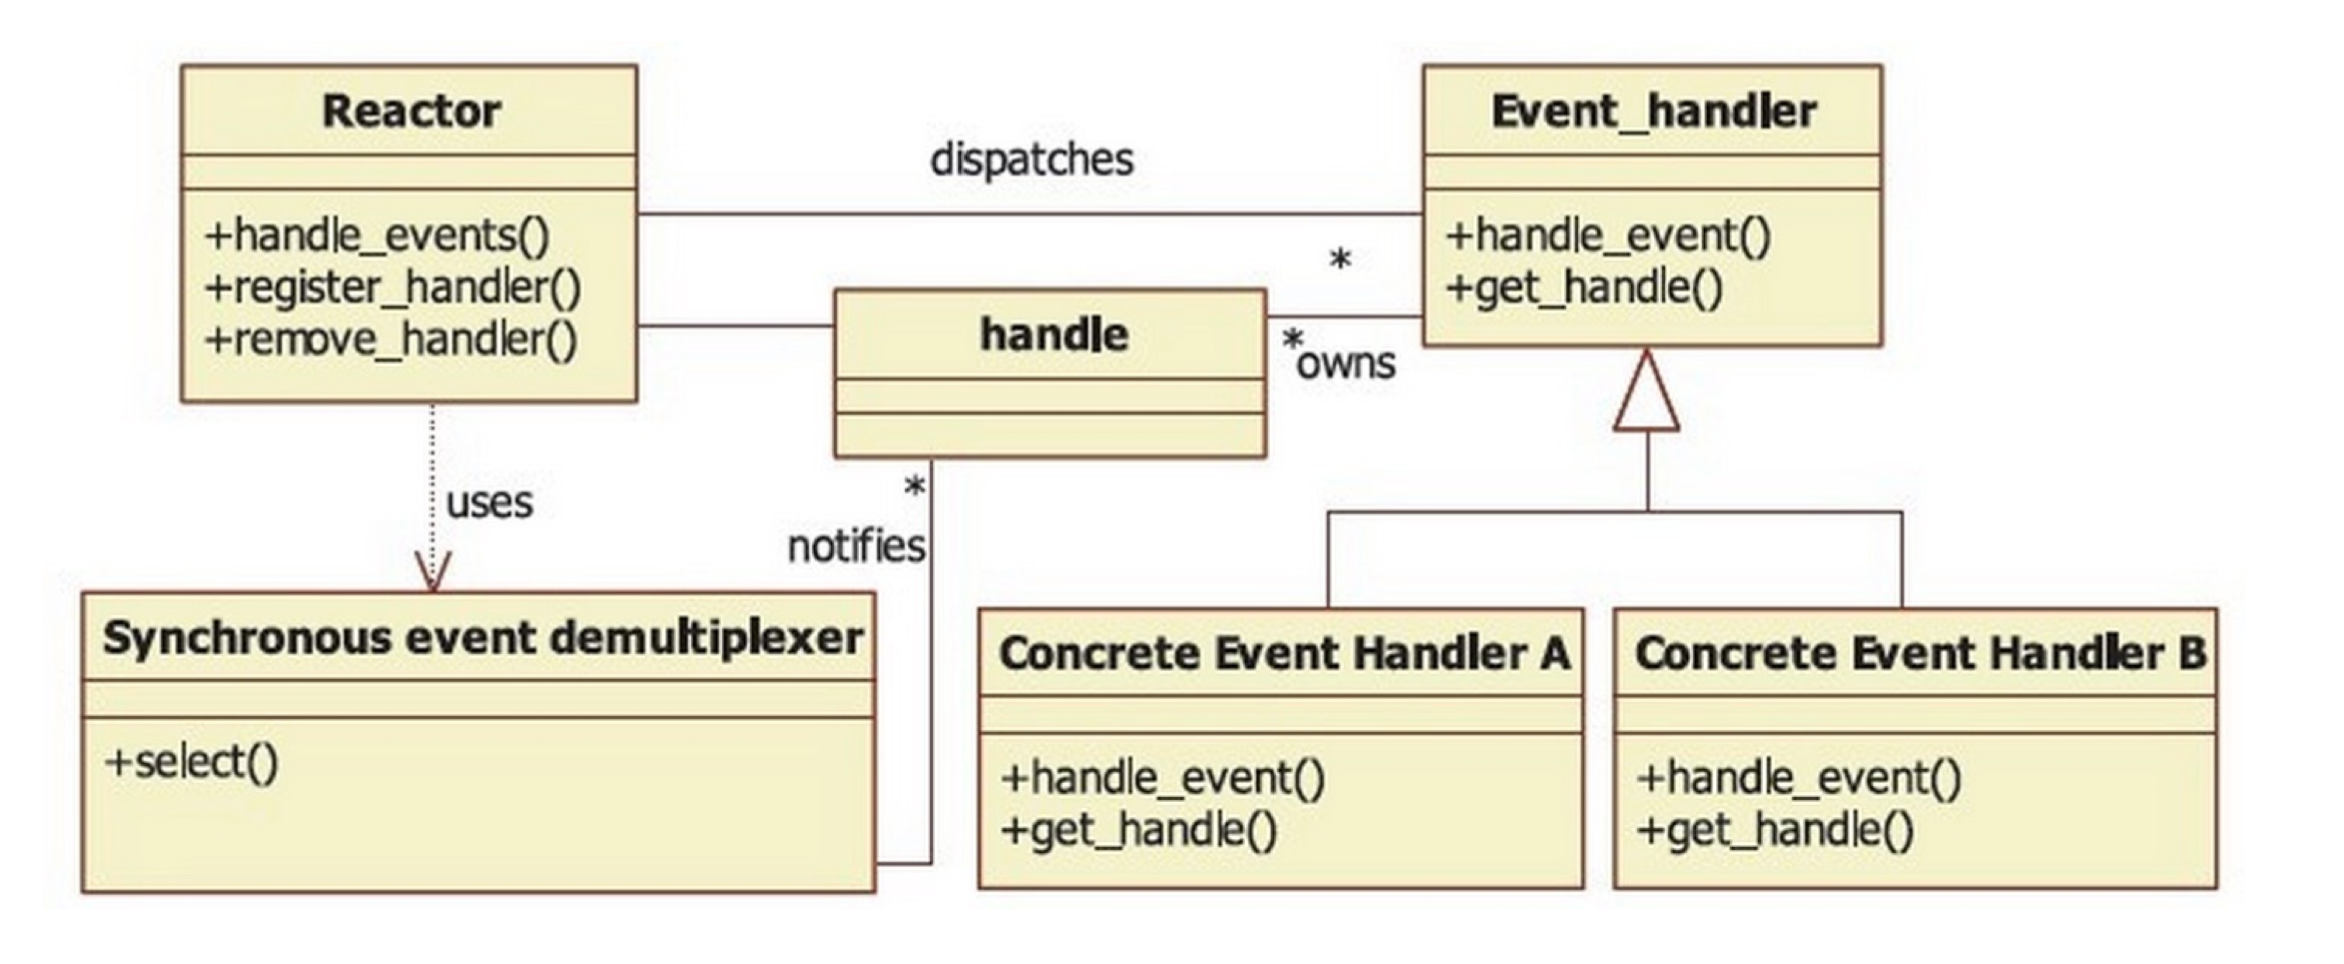 Reactor
+handle_events()
+register_handler()
+remove_handler()
dispatches
*
Event_handler
+handle_event()
+get_handle()
handle
*
owns
uses
*
notifies
Synchronous event demultiplexer
+select()
Concrete Event Handler A
+handle_event()
+get_handle()
Concrete Event Handler B
+handle_event()
+get_handle()